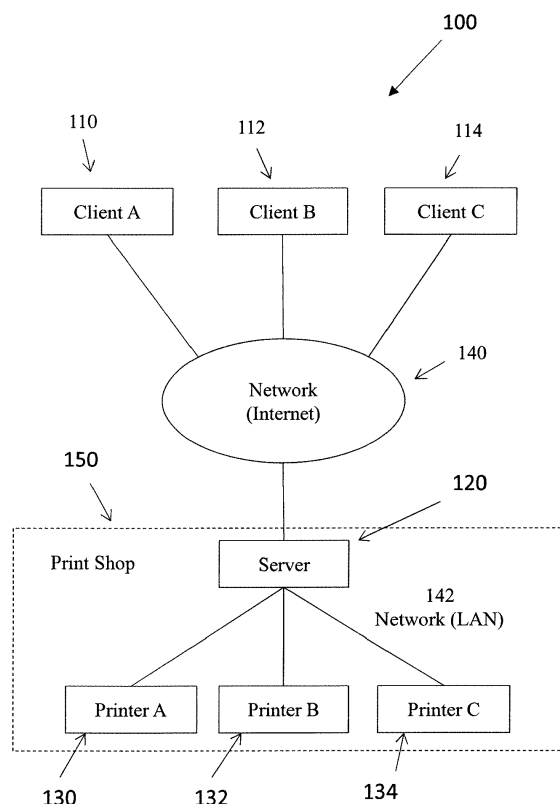 100
110
112
114
Client A
Client B
Client C
140
Network
(Internet)
150
120
Print Shop
Server
142
Network (LAN)
Printer A
Printer B
Printer C
130
132
134